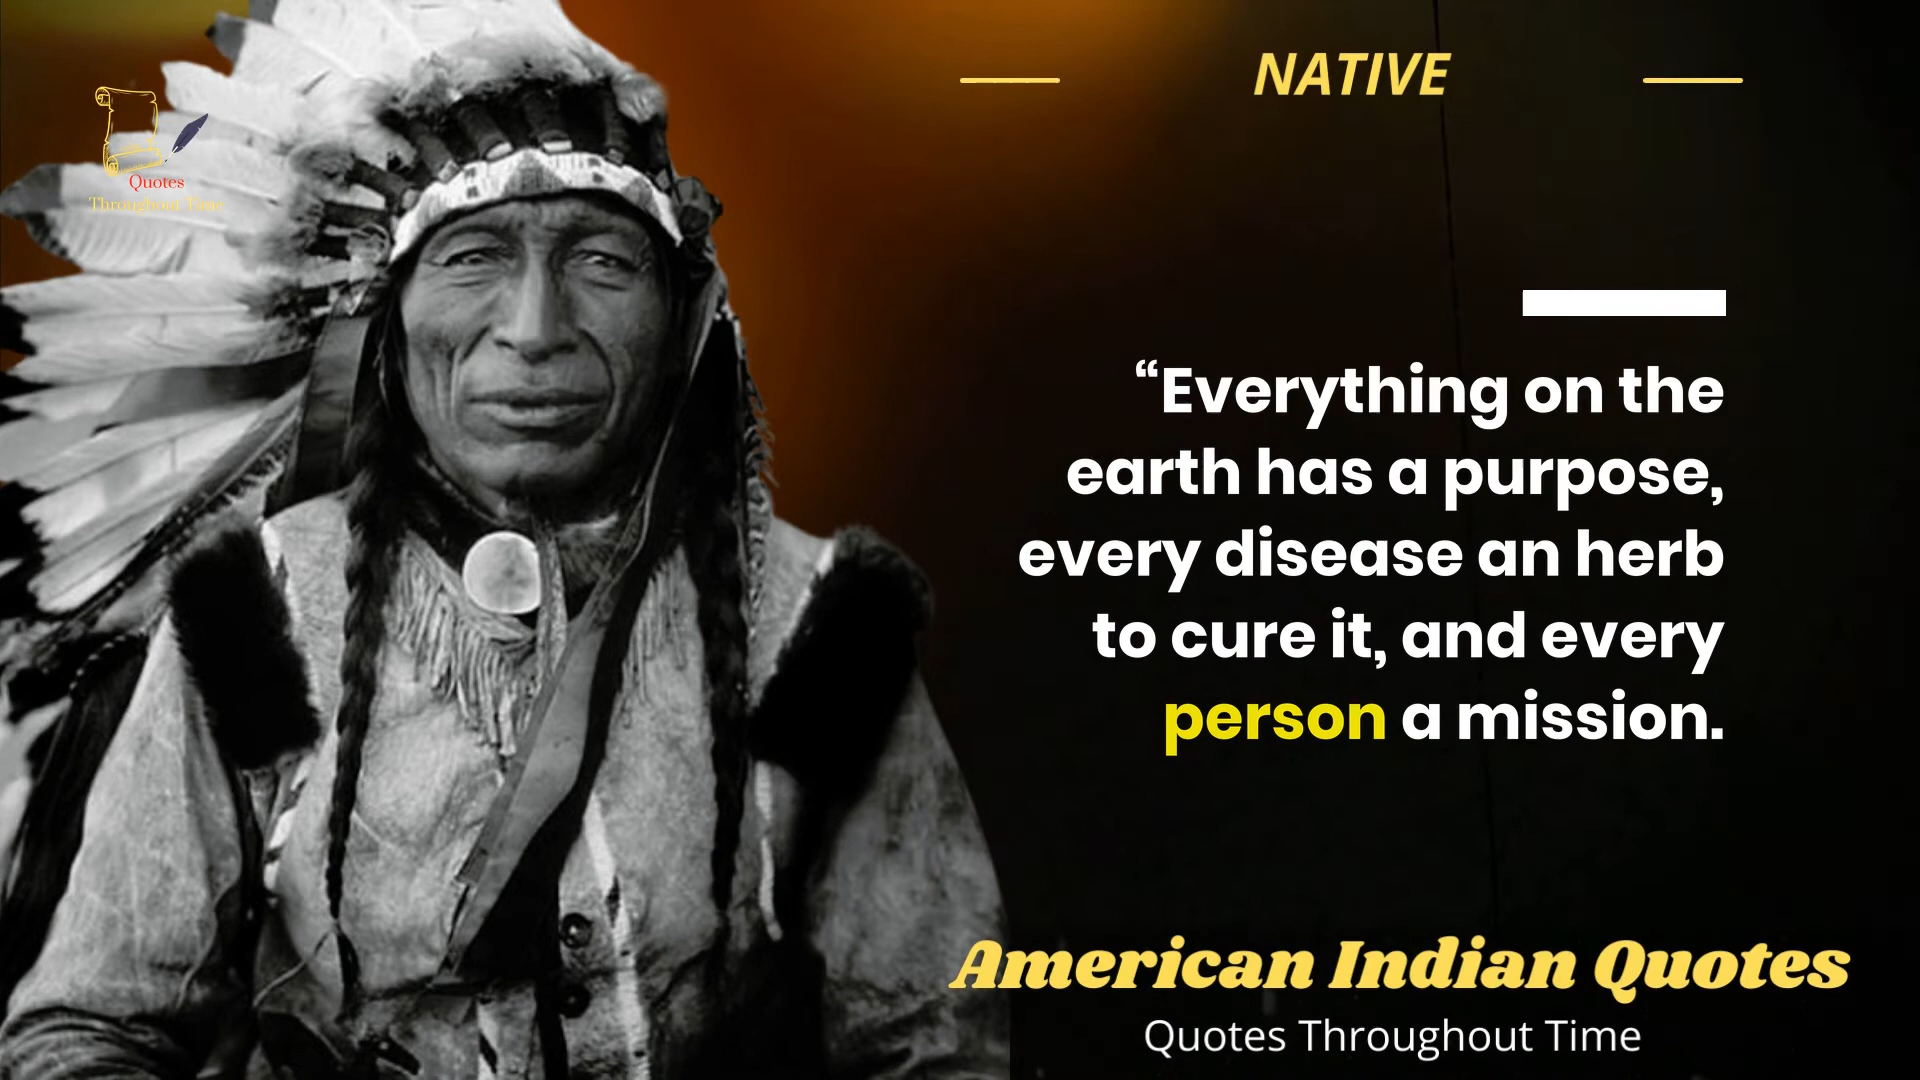 Quotes
Throughout Time
NATIVE
“Everything on the
earth has a purpose,
every disease an herb
to cure it, and every
person a mission.
American Indian Quotes
Quotes Throughout Time